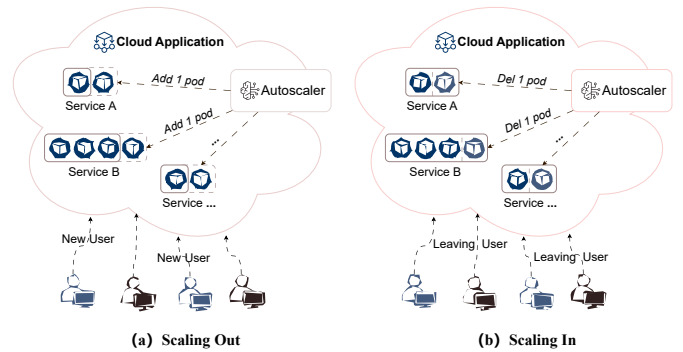 Cloud Application
Add 1 pod
Autoscaler
Service A
Add 1 pod
...
Service B
Service ...
New User
New User
(a) Scaling Out
Cloud Application
Del 1 pod
Autoscaler
Service A
Del 1 pod
...
Service B
Service ...
Leaving User
Leaving User
(b) Scaling In